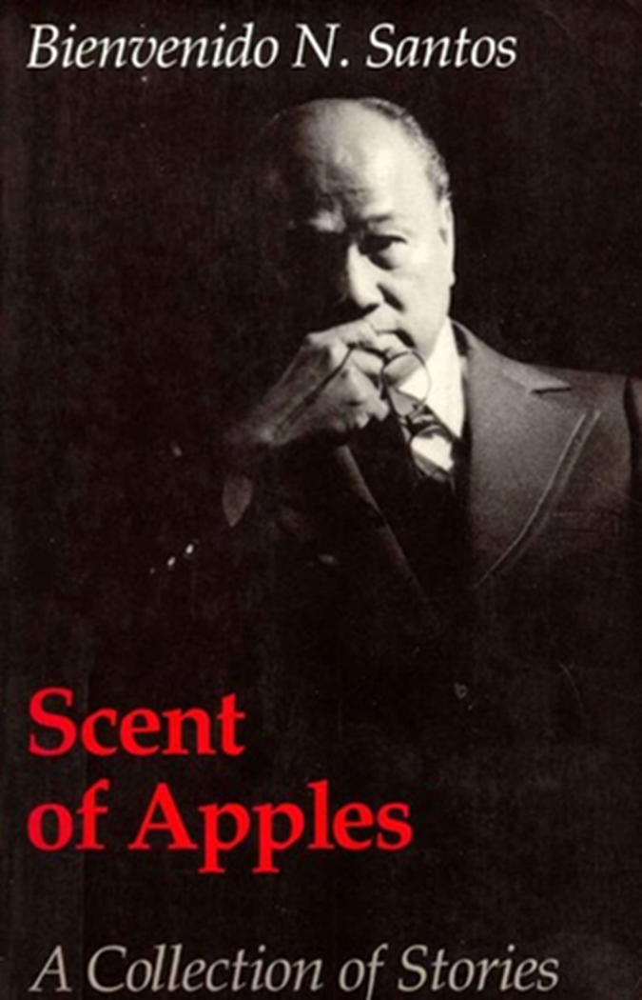 Bienvenido N. Santos
Scent
of Apples
A Collection of Stories